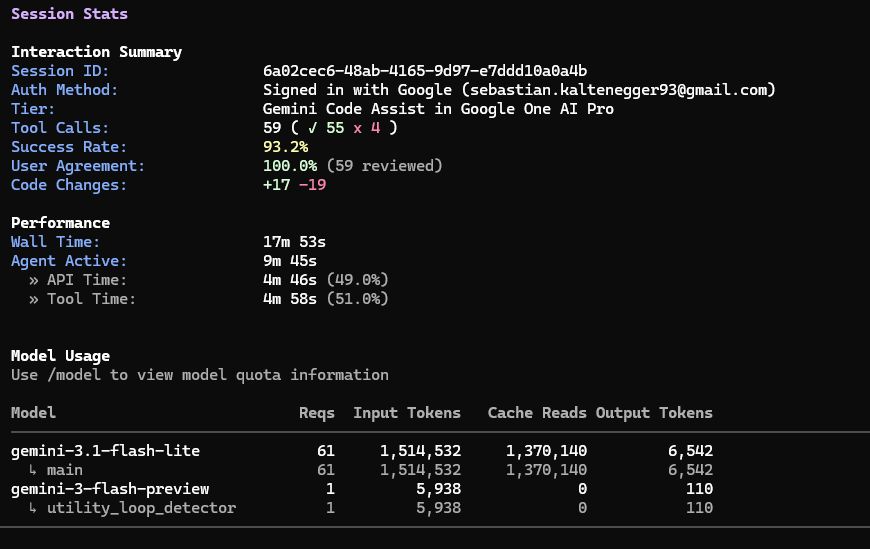 Session Stats
Interaction Summary
Session ID: 6a02cec6-48ab-4165-9d97-e7ddd10a0a4b
Auth Method: Signed in with Google (sebastian.kaltenegger93@gmail.com)
Tier: Gemini Code Assist in Google One AI Pro
Tool Calls: 59 ( ✓ 55 x 4 )
Success Rate: 93.2%
User Agreement: 100.0% (59 reviewed)
Code Changes: +17 -19
Performance
Wall Time: 17m 53s
Agent Active: 9m 45s
» API Time: 4m 46s (49.0%)
» Tool Time: 4m 58s (51.0%)
Model Usage
Use /model to view model quota information
Model Reqs Input Tokens Cache Reads Output Tokens
gemini-3.1-flash-lite 61 1,514,532 1,370,140 6,542
↳ main 61 1,514,532 1,370,140 6,542
gemini-3-flash-preview 1 5,938 0 110
↳ utility_loop_detector 1 5,938 0 110